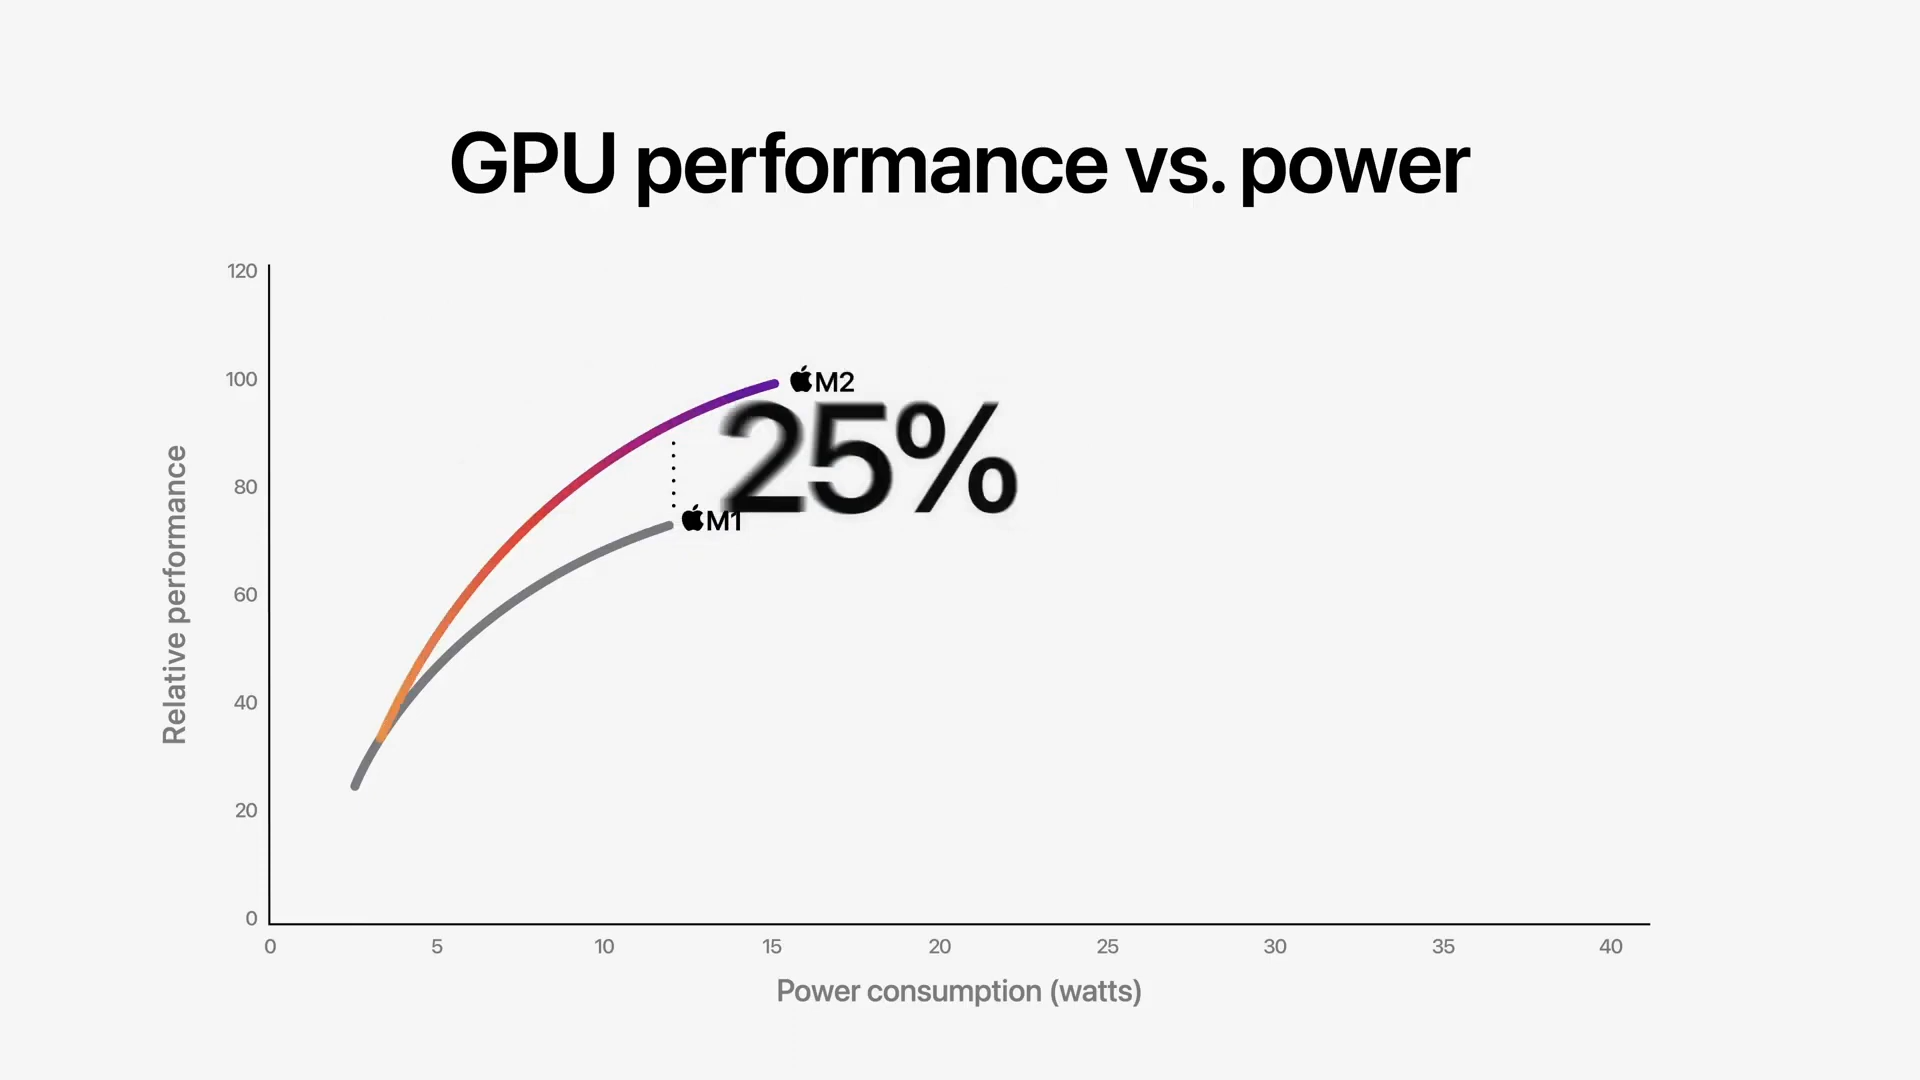 GPU performance vs. power
120
100
80
60
40
20
0
Relative performance
M2
25%
M1
0 5 10 15 20 25 30 35 40
Power consumption (watts)